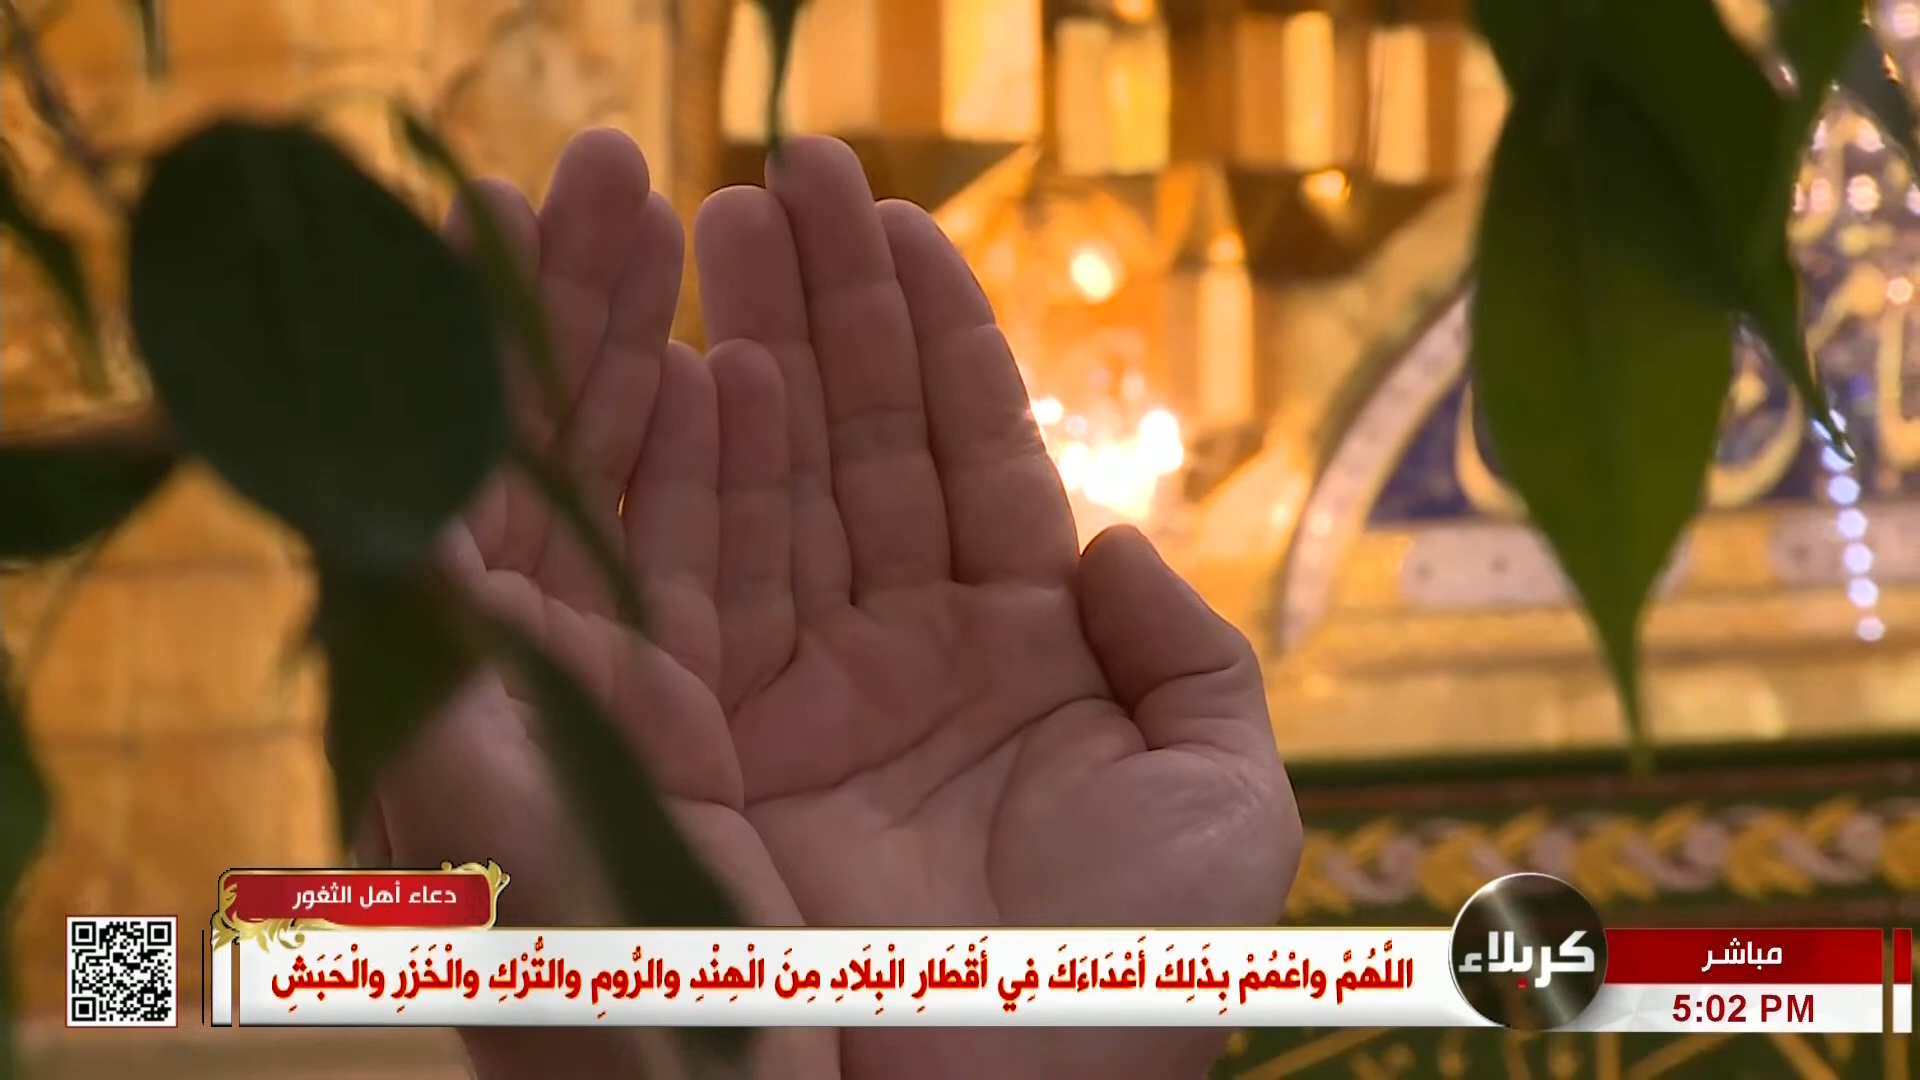 دعاء أهل الثغور
اللَّهُمَّ واعْمُمْ بِذَلِكَ أَعْدَاءَكَ فِي أَقْطَارِ الْبِلَادِ مِنَ الْهِنْدِ والرُّومِ والتُّرْكِ والْخَزَرِ والْحَبَشِ
كربلاء
مباشر
5:02 PM